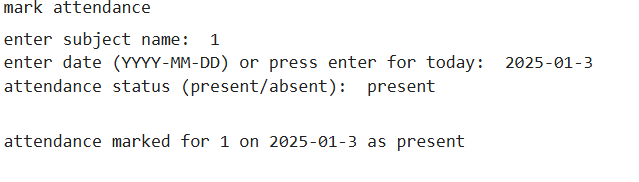 mark attendance
enter subject name:  1
enter date (YYYY-MM-DD) or press enter for today:  2025-01-3
attendance status (present/absent):  present
attendance marked for 1 on 2025-01-3 as present